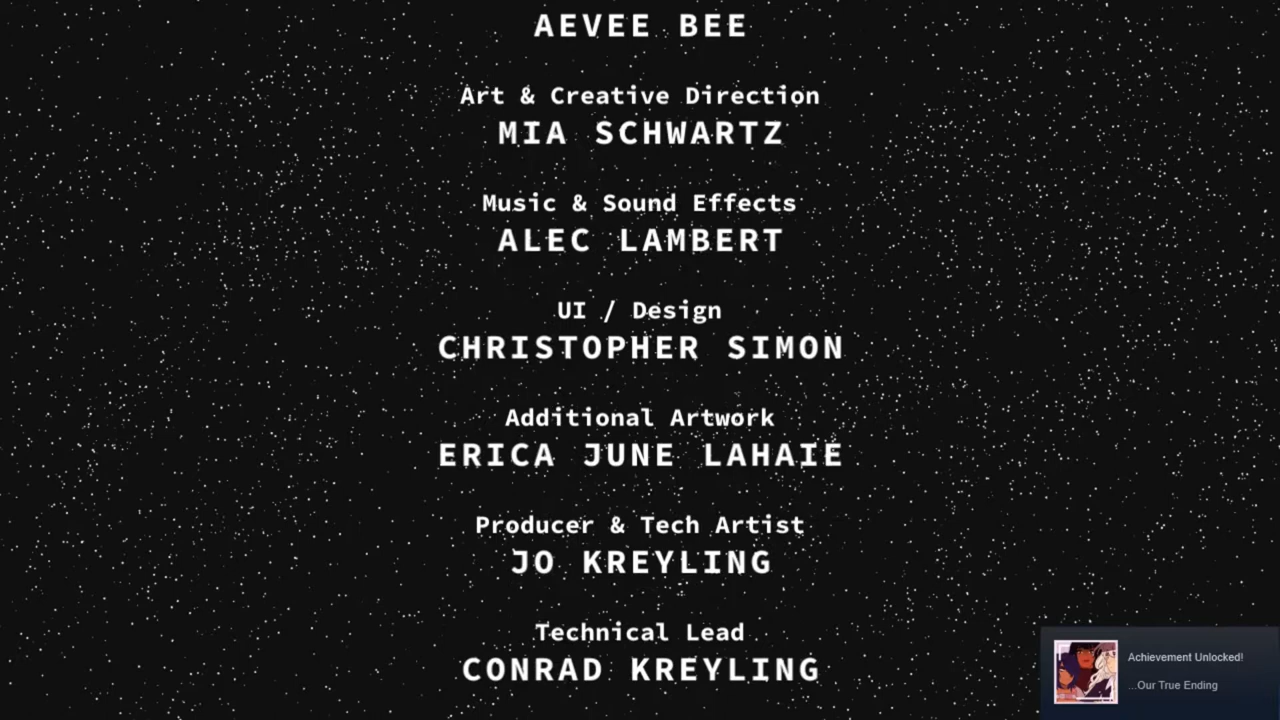 AEVEE BEE
Art & Creative Direction
MIA SCHWARTZ
Music & Sound Effects
ALEC LAMBERT
UI / Design
CHRISTOPHER SIMON
Additional Artwork
ERICA JUNE LAHAIE
Producer & Tech Artist
JO KREYLING
Technical Lead
CONRAD KREYLING
Achievement Unlocked!
...Our True Ending